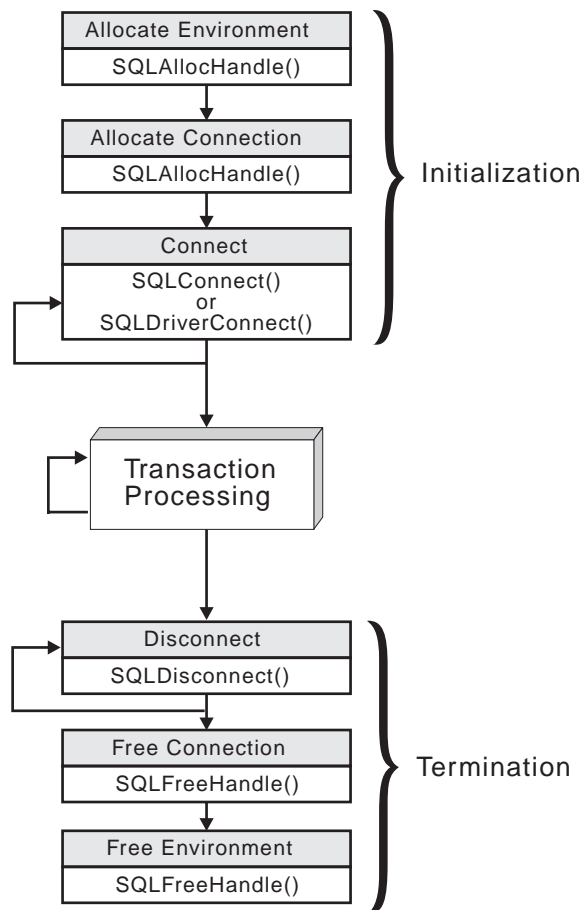 Allocate Environment
SQLAllocHandle()
Allocate Connection
SQLAllocHandle()
Initialization
Connect
SQLConnect()
or
SQLDriverConnect()
Transaction
Processing
Disconnect
SQLDisconnect()
Free Connection
SQLFreeHandle()
Termination
Free Environment
SQLFreeHandle()